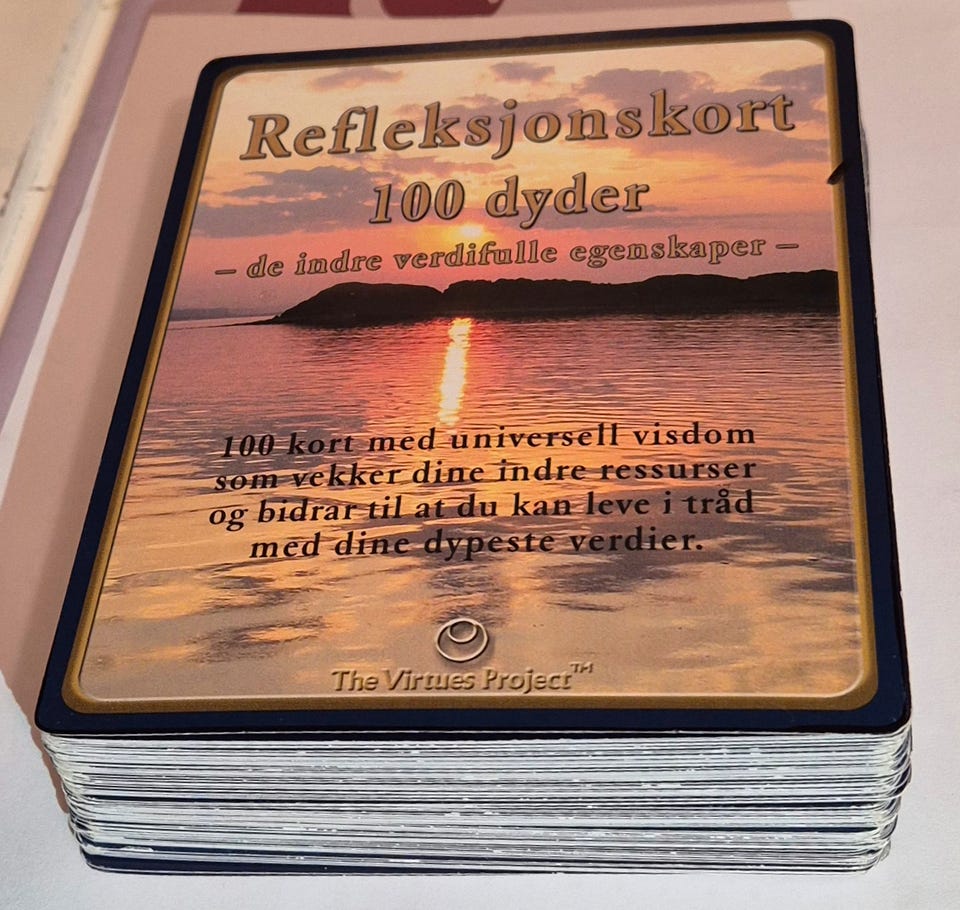 Refleksjonskort
100 dyder
– de indre verdifulle egenskaper –
100 kort med universell visdom
som vekker dine indre ressurser
og bidrar til at du kan leve i tråd
med dine dypeste verdier.
The Virtues Project™